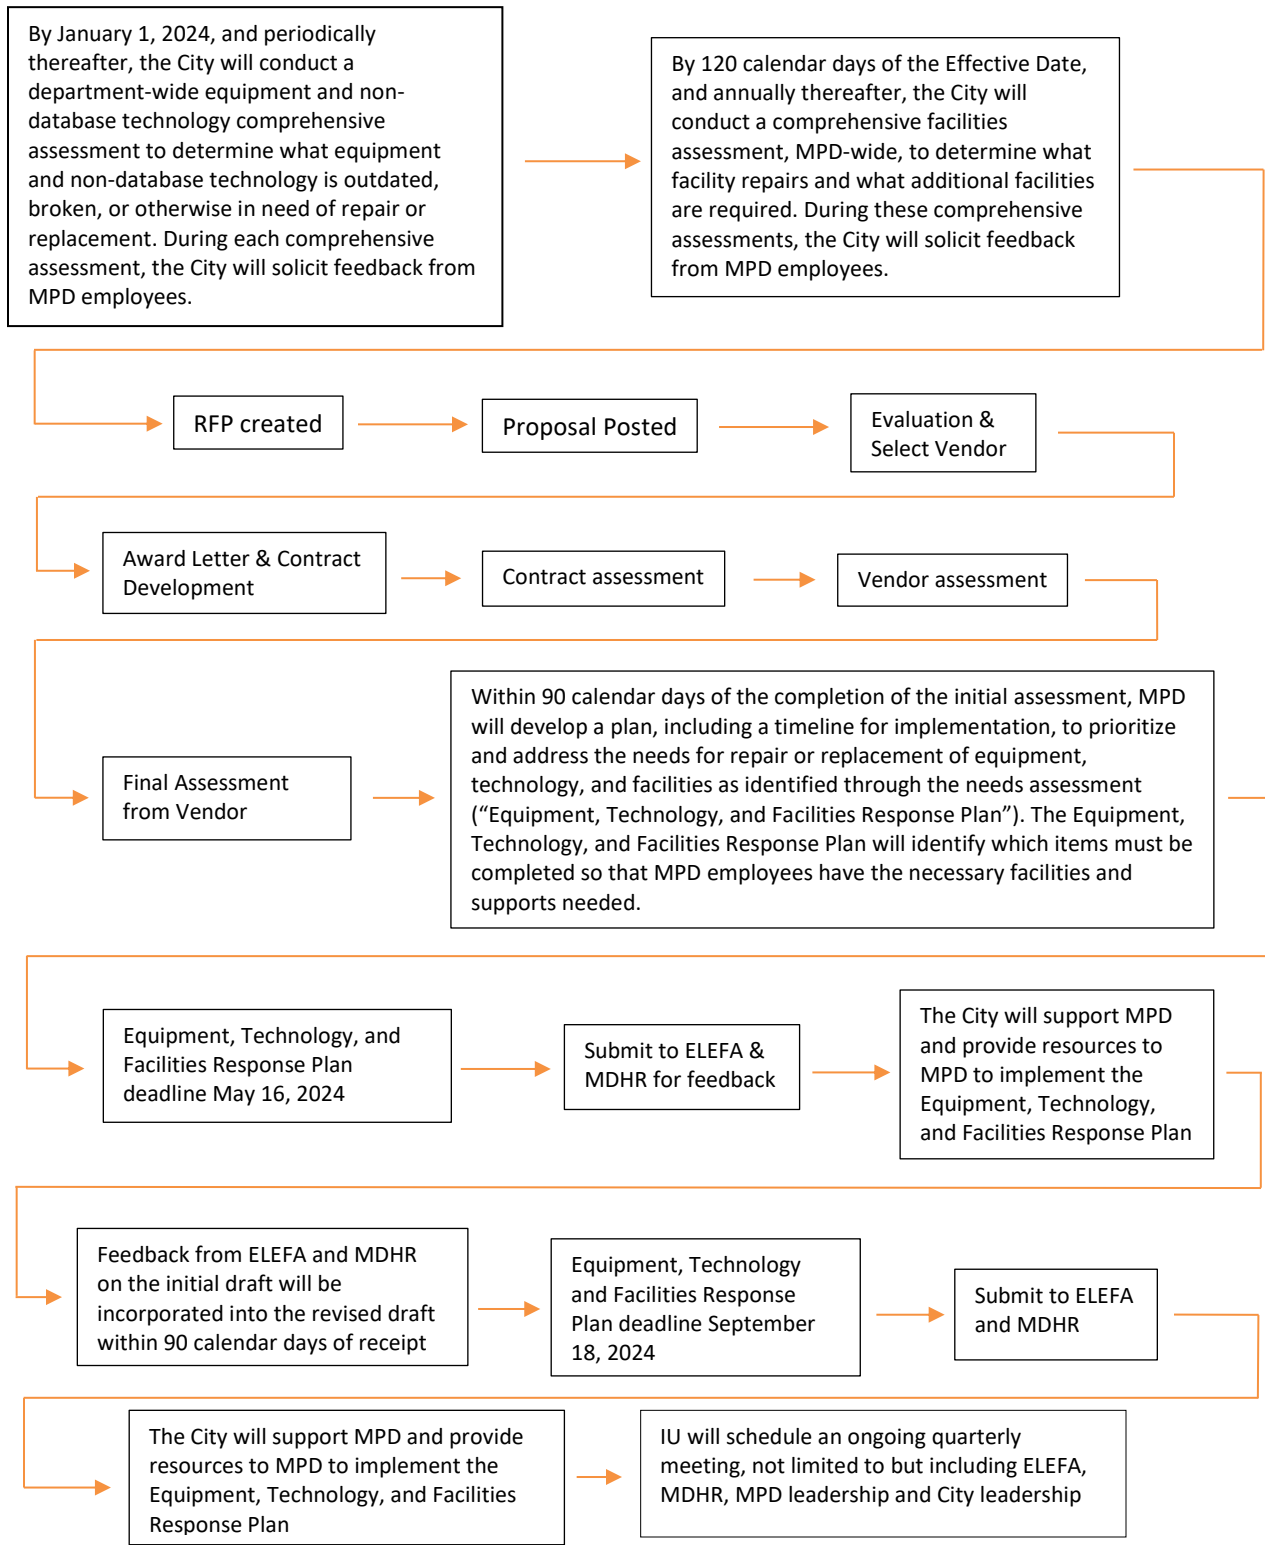 By January 1, 2024, and periodically
thereafter, the City will conduct a
department-wide equipment and non-
database technology comprehensive
assessment to determine what equipment
and non-database technology is outdated,
broken, or otherwise in need of repair or
replacement. During each comprehensive
assessment, the City will solicit feedback from
MPD employees.
By 120 calendar days of the Effective Date,
and annually thereafter, the City will
conduct a comprehensive facilities
assessment, MPD-wide, to determine what
facility repairs and what additional facilities
are required. During these comprehensive
assessments, the City will solicit feedback
from MPD employees.
RFP created
Proposal Posted
Evaluation &
Select Vendor
Award Letter & Contract
Development
Contract assessment
Vendor assessment
Final Assessment
from Vendor
Within 90 calendar days of the completion of the initial assessment, MPD
will develop a plan, including a timeline for implementation, to prioritize
and address the needs for repair or replacement of equipment,
technology, and facilities as identified through the needs assessment
(“Equipment, Technology, and Facilities Response Plan”). The Equipment,
Technology, and Facilities Response Plan will identify which items must be
completed so that MPD employees have the necessary facilities and
supports needed.
Equipment, Technology, and
Facilities Response Plan
deadline May 16, 2024
Submit to ELEFA &
MDHR for feedback
The City will support MPD
and provide resources to
MPD to implement the
Equipment, Technology,
and Facilities Response Plan
Feedback from ELEFA and MDHR
on the initial draft will be
incorporated into the revised draft
within 90 calendar days of receipt
Equipment, Technology
and Facilities Response
Plan deadline September
18, 2024
Submit to ELEFA
and MDHR
The City will support MPD and provide
resources to MPD to implement the
Equipment, Technology, and Facilities
Response Plan
IU will schedule an ongoing quarterly
meeting, not limited to but including ELEFA,
MDHR, MPD leadership and City leadership